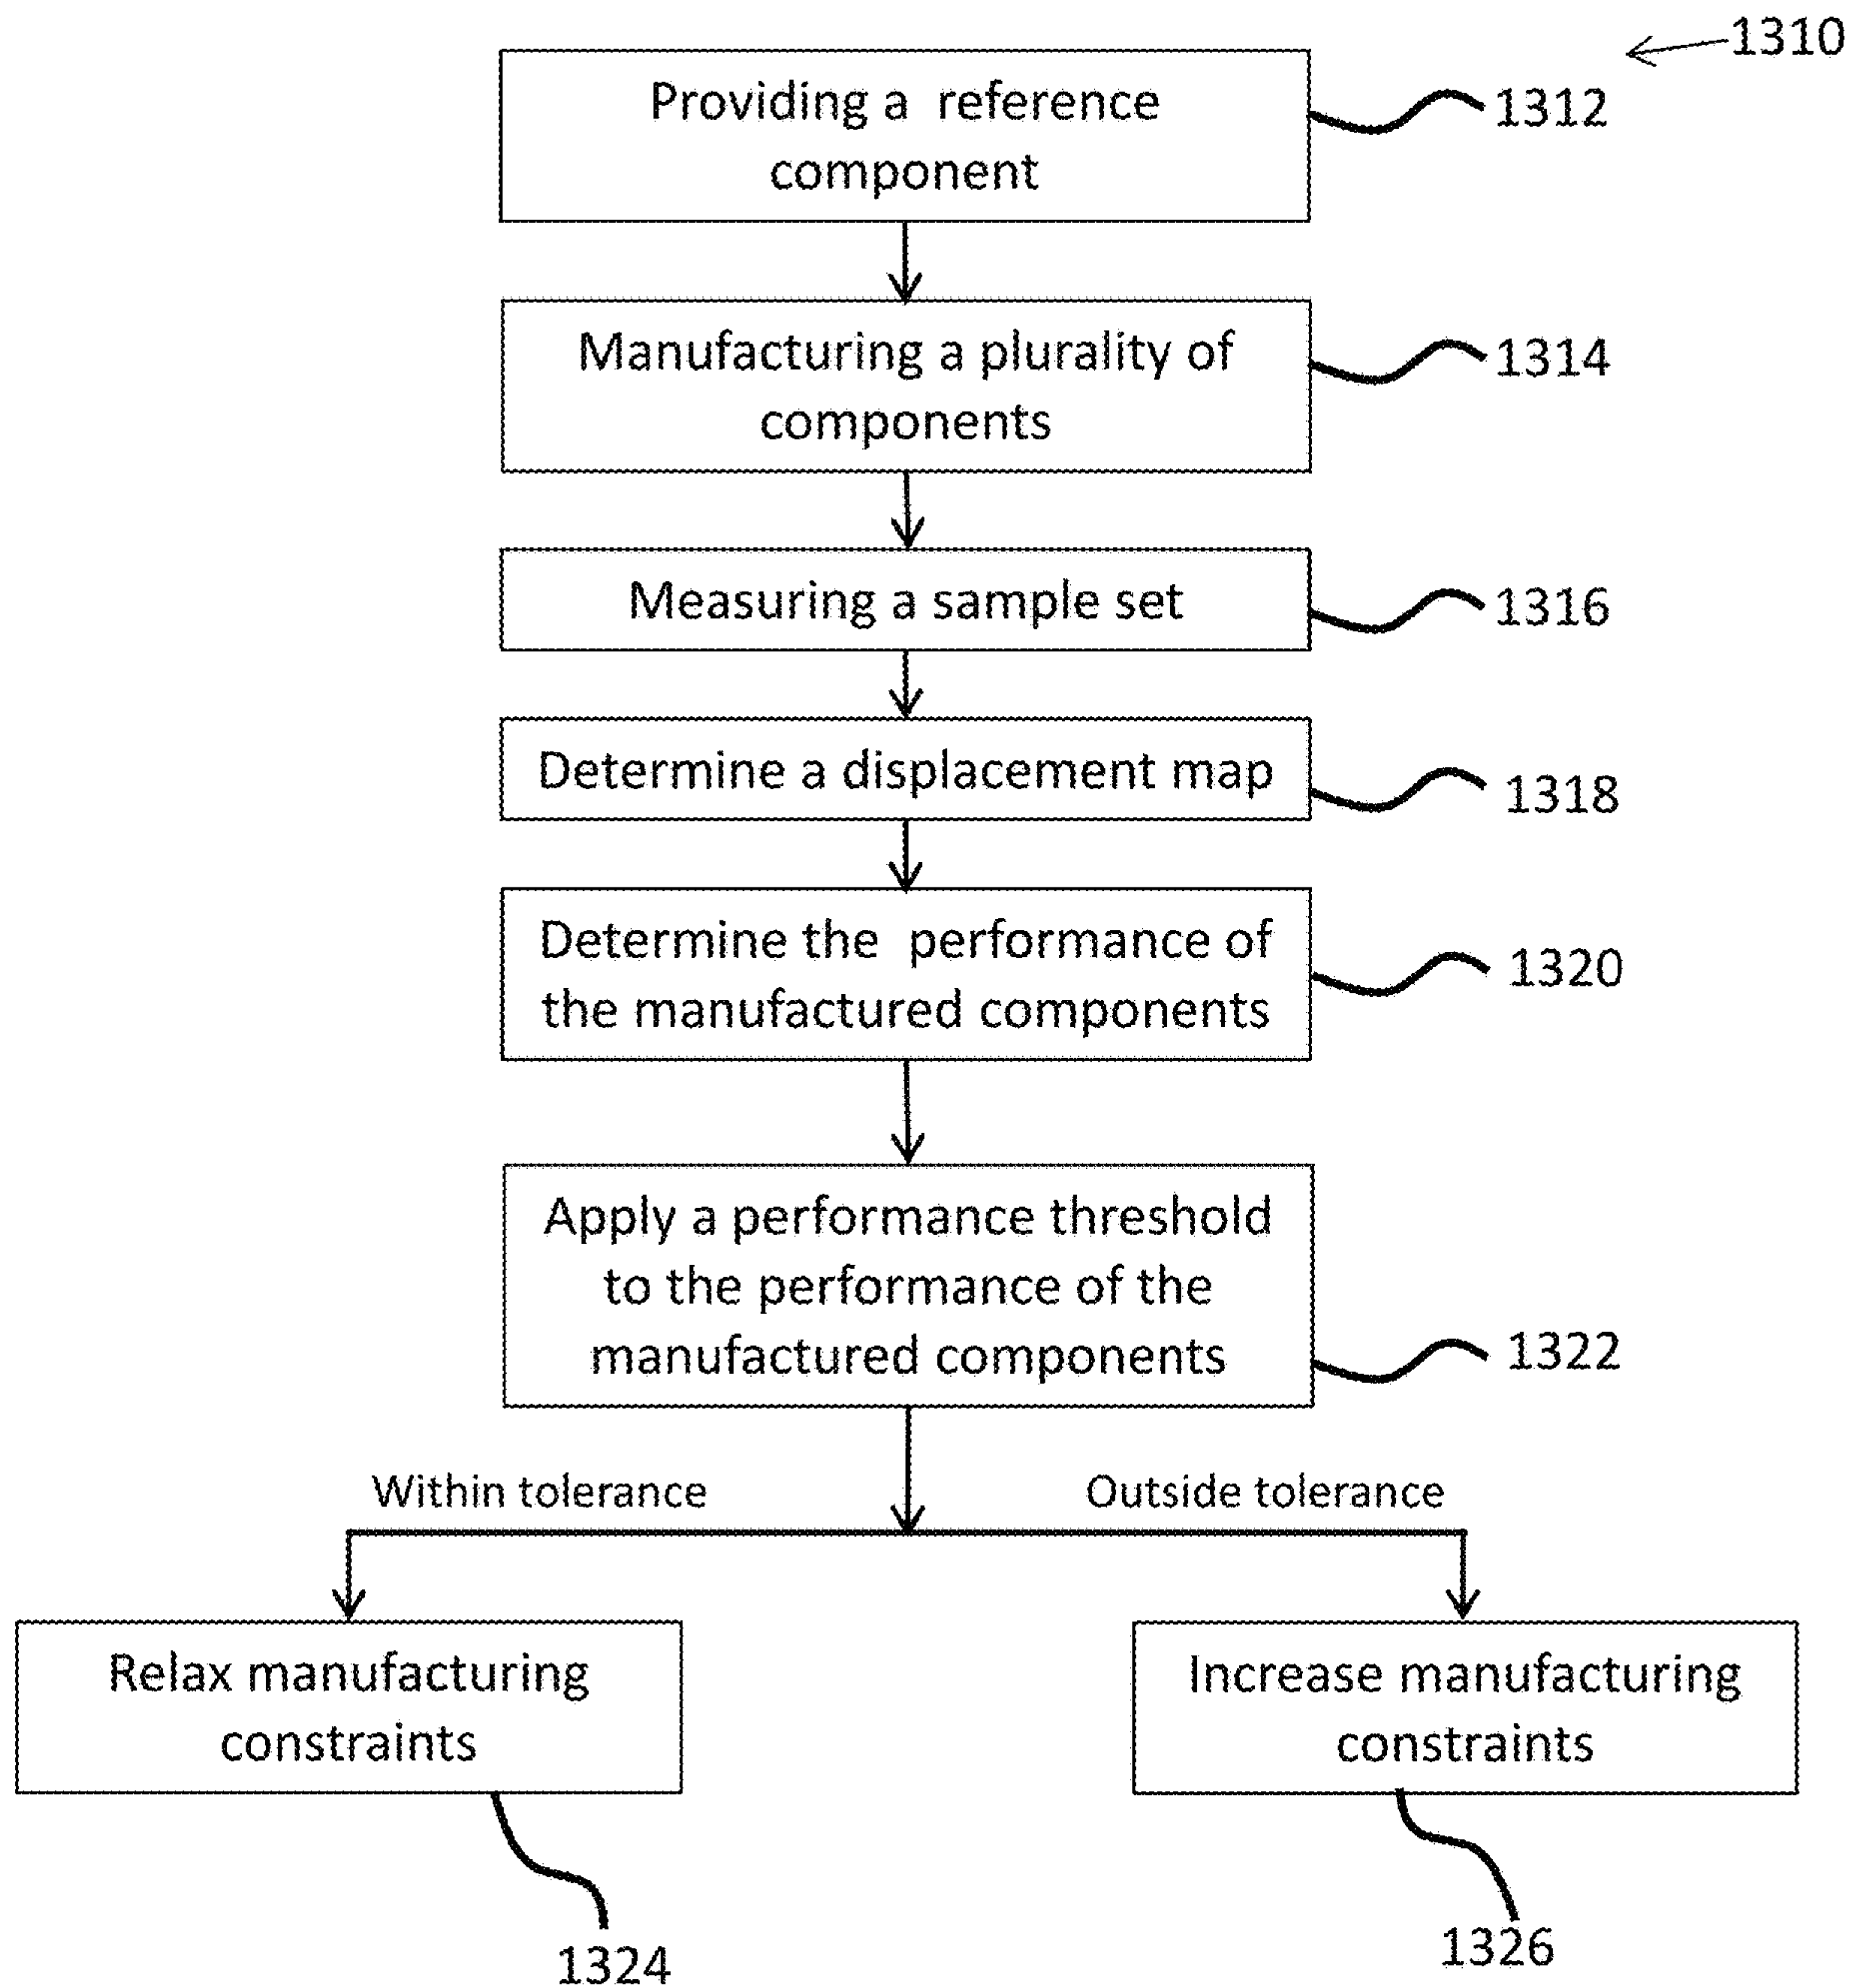 1310
Providing a reference
component
1312
Manufacturing a plurality of
components
1314
Measuring a sample set
1316
Determine a displacement map
1318
Determine the performance of
the manufactured components
1320
Apply a performance threshold
to the performance of the
manufactured components
1322
Within tolerance
Outside tolerance
Relax manufacturing
constraints
Increase manufacturing
constraints
1324
1326